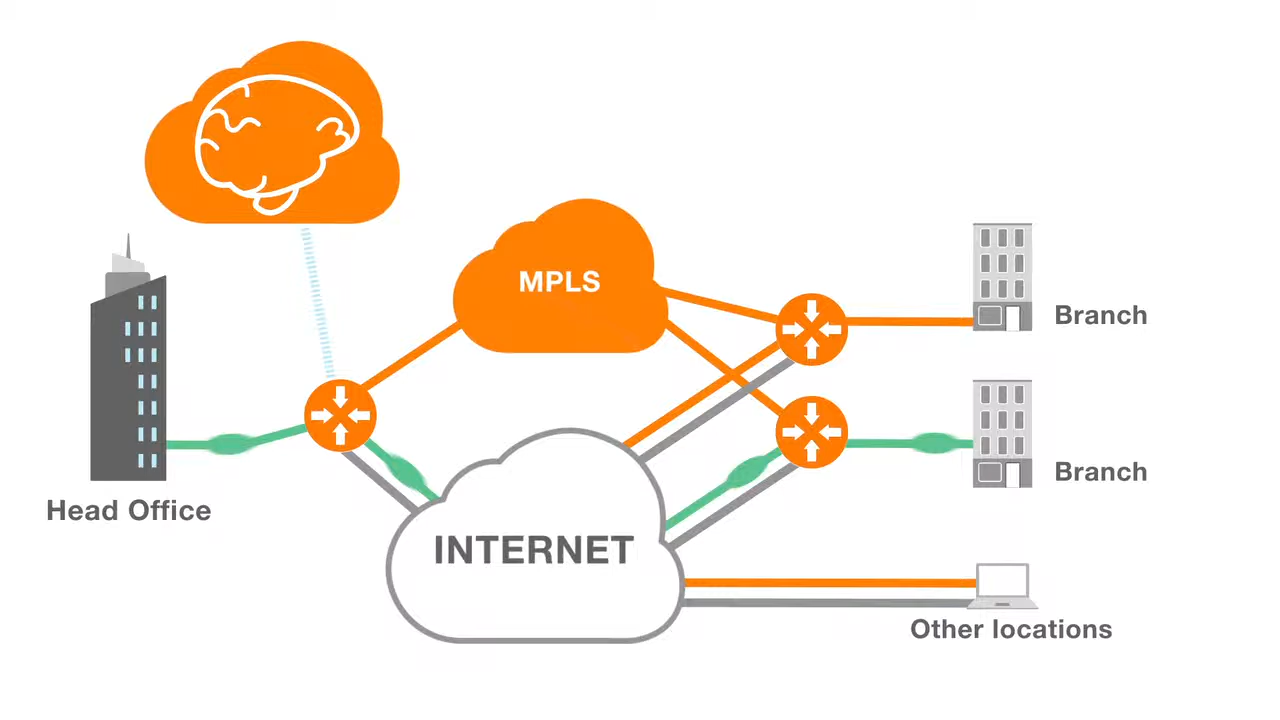 MPLS
Branch
Branch
Head Office
INTERNET
Other locations